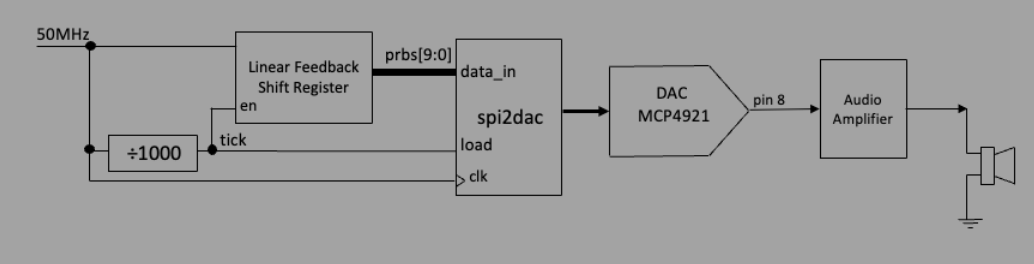 50MHz
Linear Feedback
Shift Register
en
prbs[9:0]
data_in
spi2dac
load
clk
÷1000
tick
DAC
MCP4921
pin 8
Audio
Amplifier